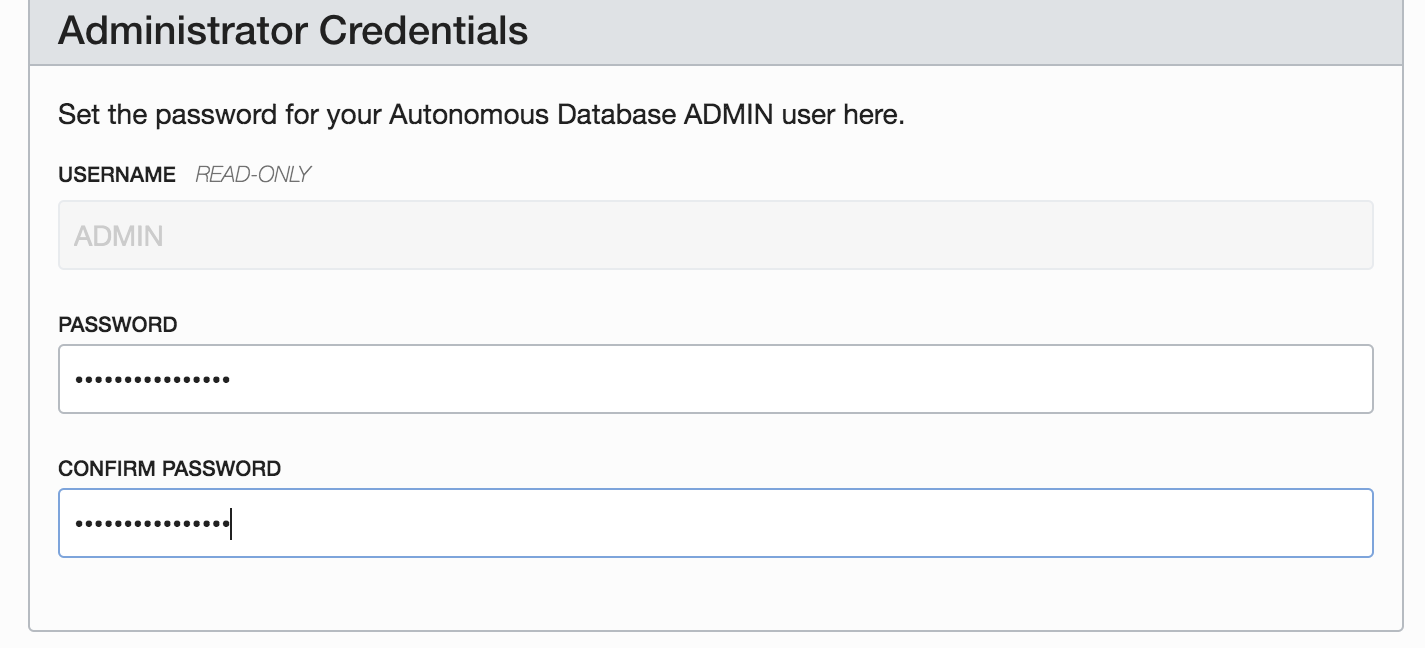 Administrator Credentials
Set the password for your Autonomous Database ADMIN user here.
USERNAME READ-ONLY
ADMIN
PASSWORD
••••••••••••••••
CONFIRM PASSWORD
••••••••••••••••